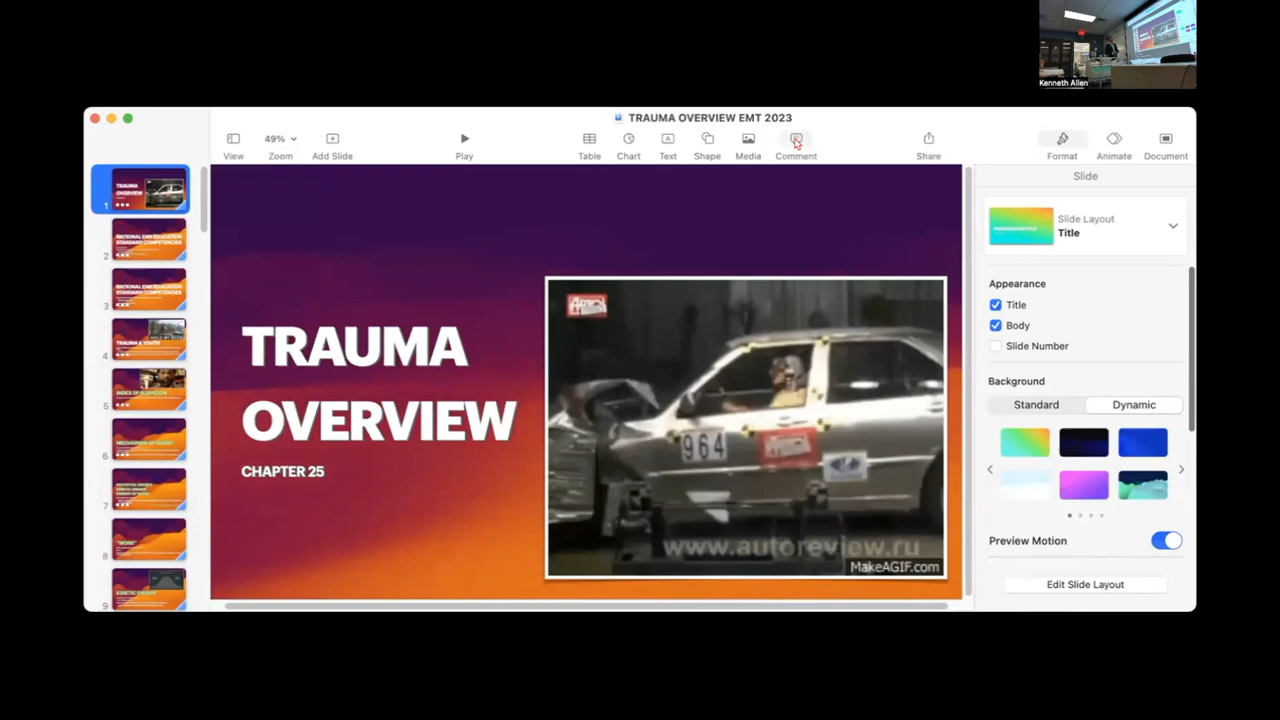 Kenneth Allen
TRAUMA OVERVIEW EMT 2023
View
49%
Zoom
Add Slide
Play
Table
Chart
Text
Shape
Media
Comment
Share
Format
Animate
Document
1
TRAUMA
OVERVIEW
2
NATIONAL EMS EDUCATION
STANDARD COMPETENCIES
3
NATIONAL EMS EDUCATION
STANDARD COMPETENCIES
4
TRAUMA & YOUTH
5
INDEX OF SUSPICION
6
MECHANISM OF INJURY
7
8
"WORK"
9
KINETIC ENERGY
TRAUMA
OVERVIEW
CHAPTER 25
964
www.autoreview.ru
MakeAGIF.com
Slide
Slide Layout
Title
Appearance
Title
Body
Slide Number
Background
Standard
Dynamic
Preview Motion
Edit Slide Layout